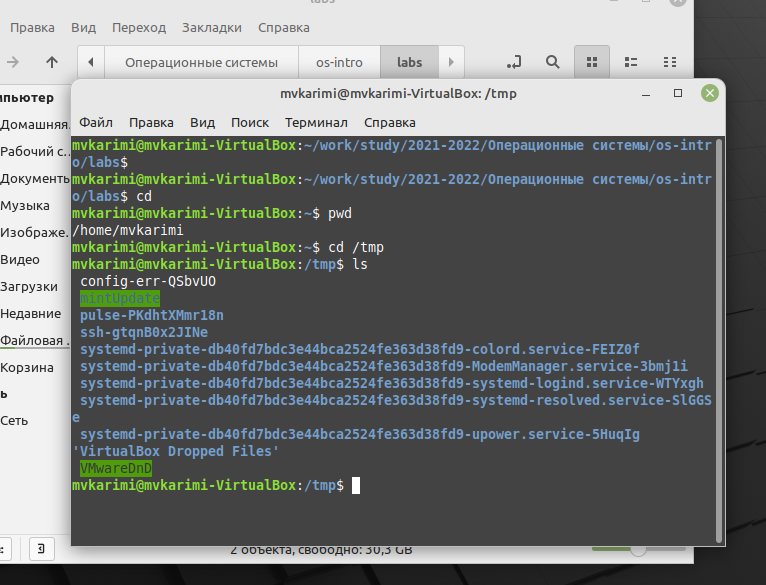 Правка Вид Переход Закладки Справка
Операционные системы os-intro labs
мпьютер
Домашняя..
Рабочий с..
Документы
Музыка
Изображе..
Видео
Загрузки
Недавние
Файловая ..
Корзина
ь
Сеть
mvkarimi@mvkarimi-VirtualBox: /tmp
Файл Правка Вид Поиск Терминал Справка
mvkarimi@mvkarimi-VirtualBox:~/work/study/2021-2022/Операционные системы/os-intr
o/labs$
mvkarimi@mvkarimi-VirtualBox:~/work/study/2021-2022/Операционные системы/os-intr
o/labs$ cd
mvkarimi@mvkarimi-VirtualBox:~$ pwd
/home/mvkarimi
mvkarimi@mvkarimi-VirtualBox:~$ cd /tmp
mvkarimi@mvkarimi-VirtualBox:/tmp$ ls
config-err-QSbvUO
mintUpdate
pulse-PKdhtXMmr18n
ssh-gtqnB0x2JINe
systemd-private-db40fd7bdc3e44bca2524fe363d38fd9-colord.service-FEIZ0f
systemd-private-db40fd7bdc3e44bca2524fe363d38fd9-ModemManager.service-3bmj1i
systemd-private-db40fd7bdc3e44bca2524fe363d38fd9-systemd-logind.service-WTYxgh
systemd-private-db40fd7bdc3e44bca2524fe363d38fd9-systemd-resolved.service-SlGGS
e
systemd-private-db40fd7bdc3e44bca2524fe363d38fd9-upower.service-5HuqIg
'VirtualBox Dropped Files'
VMwareDnD
mvkarimi@mvkarimi-VirtualBox:/tmp$
2 объекта, свободно: 30,3 GB